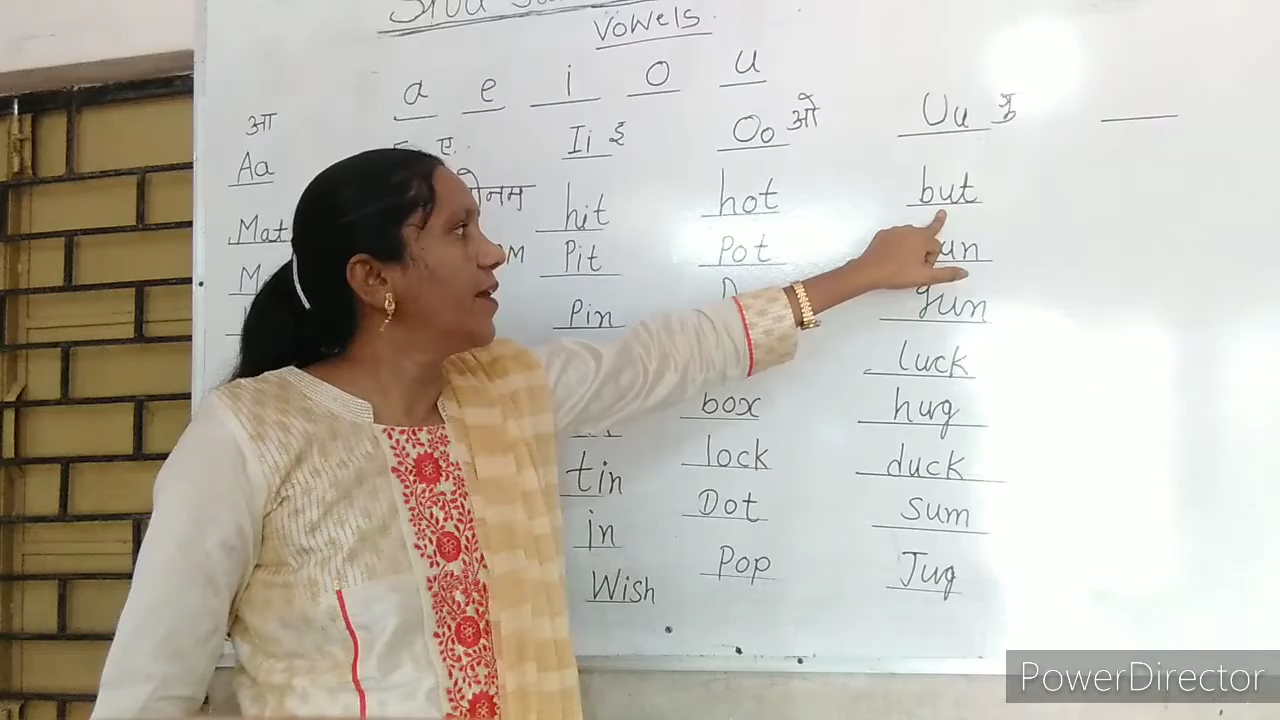 Vowels.
a e i o u
आ
Aa
Mat
ए.
Ii इ
hit
Pit
Pin
tin
in
Wish
Oo ओ
hot
Pot
box
lock
Dot
Pop
Uu
but
gun
luck
hug
duck
sum
Jug
PowerDirector